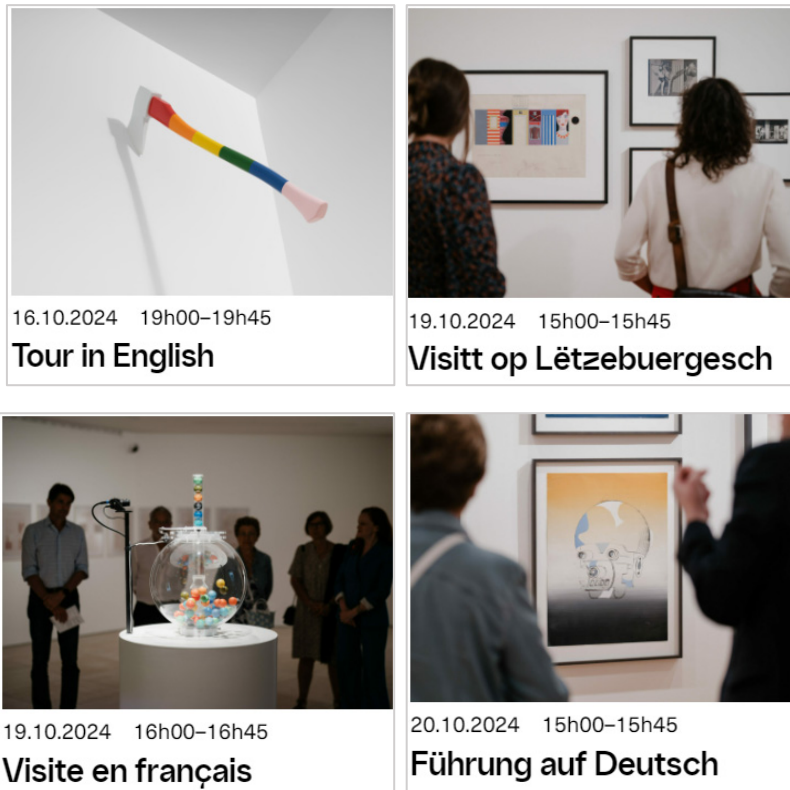 16.10.2024 19h00–19h45
Tour in English
19.10.2024 15h00–15h45
Visitt op Lëtzebuergesch
19.10.2024 16h00–16h45
Visite en français
20.10.2024 15h00–15h45
Führung auf Deutsch